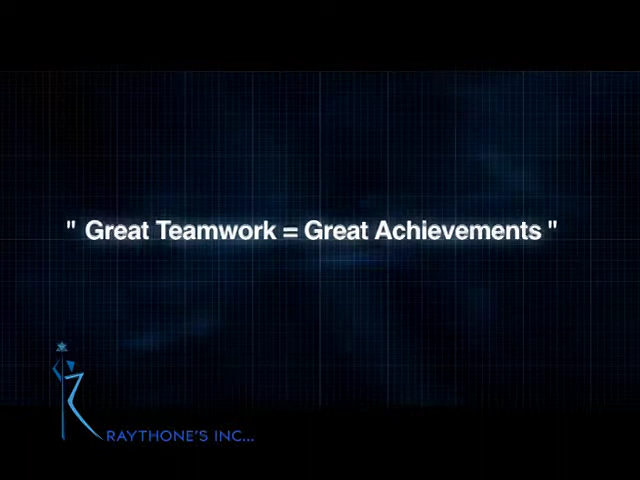 " Great Teamwork = Great Achievements "
RAYTHONE'S INC...